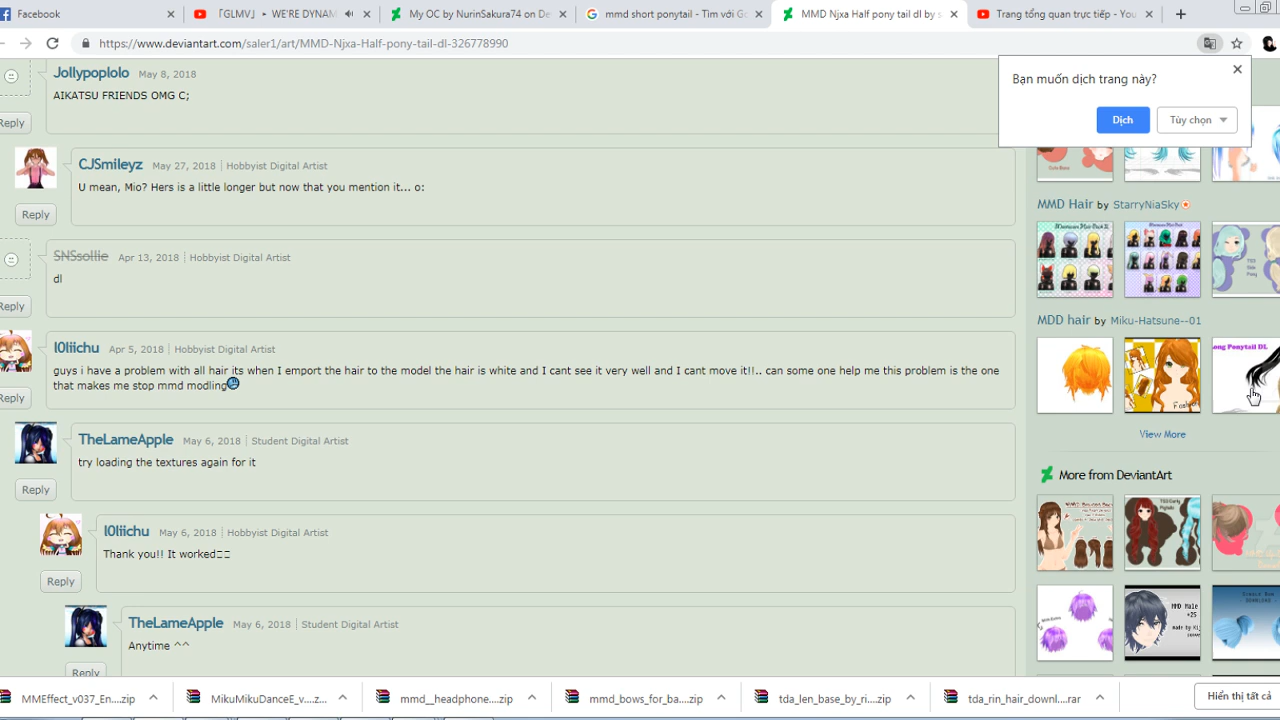 Facebook
「GLMV」 ▸ WE'RE DYNAM
My OC by NurinSakura74 on De
mmd short ponytail - Tìm với Go
MMD Njxa Half pony tail dl by s
Trang tổng quan trực tiếp - You
https://www.deviantart.com/saler1/art/MMD-Njxa-Half-pony-tail-dl-326778990
Bạn muốn dịch trang này?
Dịch
Tùy chọn
Jollypoplolo May 8, 2018
AIKATSU FRIENDS OMG C;
Reply
CJSmileyz May 27, 2018 | Hobbyist Digital Artist
U mean, Mio? Hers is a little longer but now that you mention it... o:
Reply
SNSsollie Apr 13, 2018 | Hobbyist Digital Artist
dl
Reply
l0liichu Apr 5, 2018 | Hobbyist Digital Artist
guys i have a problem with all hair its when I emport the hair to the model the hair is white and I cant see it very well and I cant move it!!.. can some one help me this problem is the one
that makes me stop mmd modling
Reply
TheLameApple May 6, 2018 | Student Digital Artist
try loading the textures again for it
Reply
l0liichu May 6, 2018 | Hobbyist Digital Artist
Thank you!! It worked
Reply
TheLameApple May 6, 2018 | Student Digital Artist
Anytime ^^
Reply
MMD Hair by StarryNiaSky
MDD hair by Miku-Hatsune--01
ong Ponytail DL
View More
More from DeviantArt
MMD Male
+25
MMEffect_v037_En....zip
MikuMikuDanceE_v....z...
mmd__headphone....zip
mmd_bows_for_ba....zip
tda_len_base_by_ri....zip
tda_rin_hair_downl....rar
Hiển thị tất cả